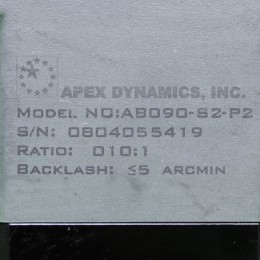 APEX DYNAMICS, INC.
MODEL NO:AB090-S2-P2
S/N: 0804055419
RATIO: 010:1
BACKLASH: ≤5 ARCMIN